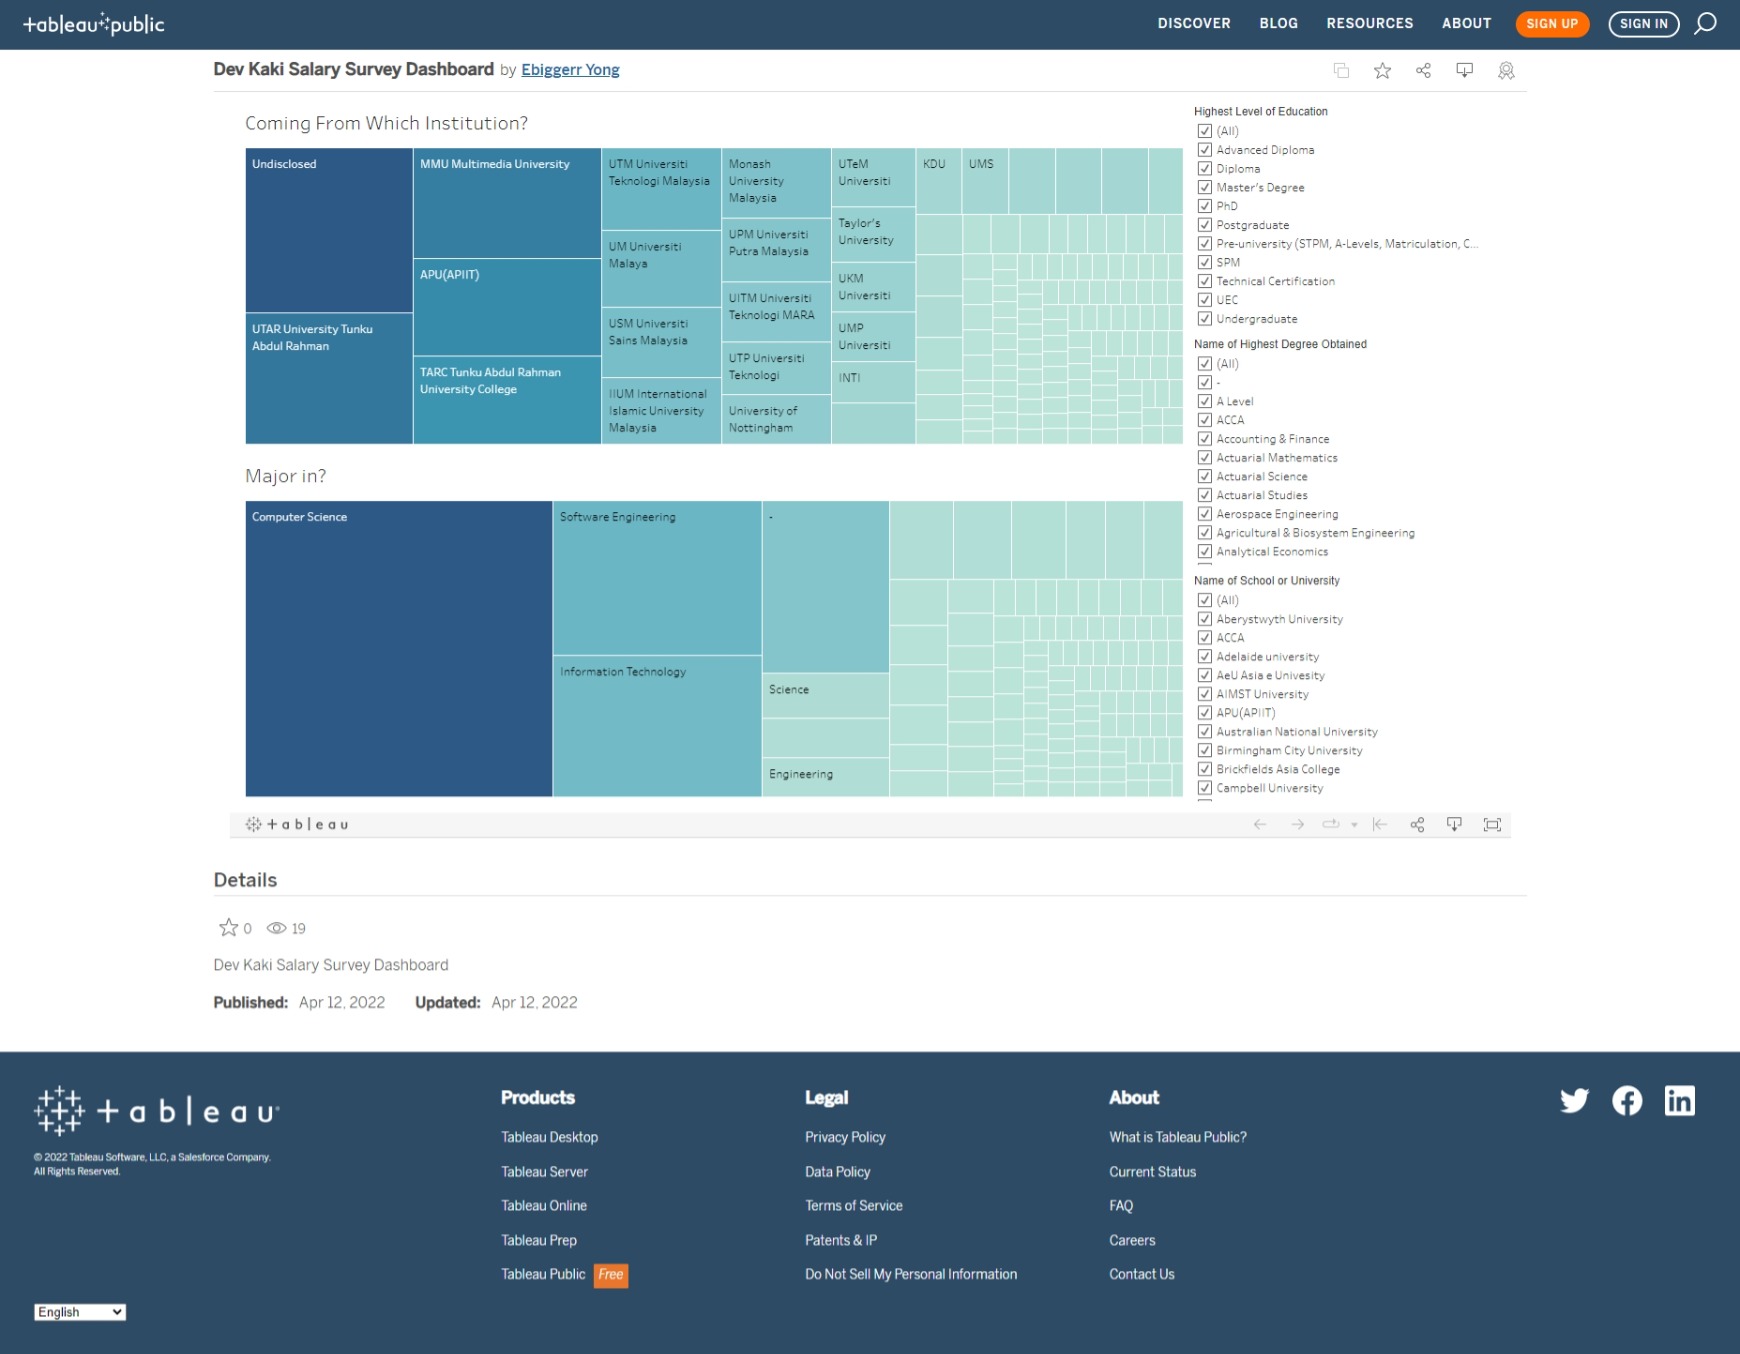 +ableau public
DISCOVER
BLOG
RESOURCES
ABOUT
SIGN UP
SIGN IN
Dev Kaki Salary Survey Dashboard by Ebiggerr Yong
Coming From Which Institution?
Undisclosed
UTAR University Tunku
Abdul Rahman
MMU Multimedia University
APU(APIIT)
TARC Tunku Abdul Rahman
University College
UTM Universiti
Teknologi Malaysia
UM Universiti
Malaya
USM Universiti
Sains Malaysia
IIUM International
Islamic University
Malaysia
Monash
University
Malaysia
UPM Universiti
Putra Malaysia
UITM Universiti
Teknologi MARA
UTP Universiti
Teknologi
University of
Nottingham
UTeM
Universiti
Taylor's
University
UKM
Universiti
UMP
Universiti
INTI
KDU
UMS
Major in?
Computer Science
Software Engineering
Information Technology
-
Science
Engineering
Highest Level of Education
(All)
Advanced Diploma
Diploma
Master's Degree
PhD
Postgraduate
Pre-university (STPM, A-Levels, Matriculation, C...
SPM
Technical Certification
UEC
Undergraduate
Name of Highest Degree Obtained
(All)
-
A Level
ACCA
Accounting & Finance
Actuarial Mathematics
Actuarial Science
Actuarial Studies
Aerospace Engineering
Agricultural & Biosystem Engineering
Analytical Economics
Name of School or University
(All)
Aberystwyth University
ACCA
Adelaide university
AeU Asia e Univesity
AIMST University
APU(APIIT)
Australian National University
Birmingham City University
Brickfields Asia College
Campbell University
+ableau
Details
0
19
Dev Kaki Salary Survey Dashboard
Published: Apr 12, 2022 Updated: Apr 12, 2022
+ableau
© 2022 Tableau Software, LLC, a Salesforce Company.
All Rights Reserved.
English
Products
Tableau Desktop
Tableau Server
Tableau Online
Tableau Prep
Tableau Public Free
Legal
Privacy Policy
Data Policy
Terms of Service
Patents & IP
Do Not Sell My Personal Information
About
What is Tableau Public?
Current Status
FAQ
Careers
Contact Us
in